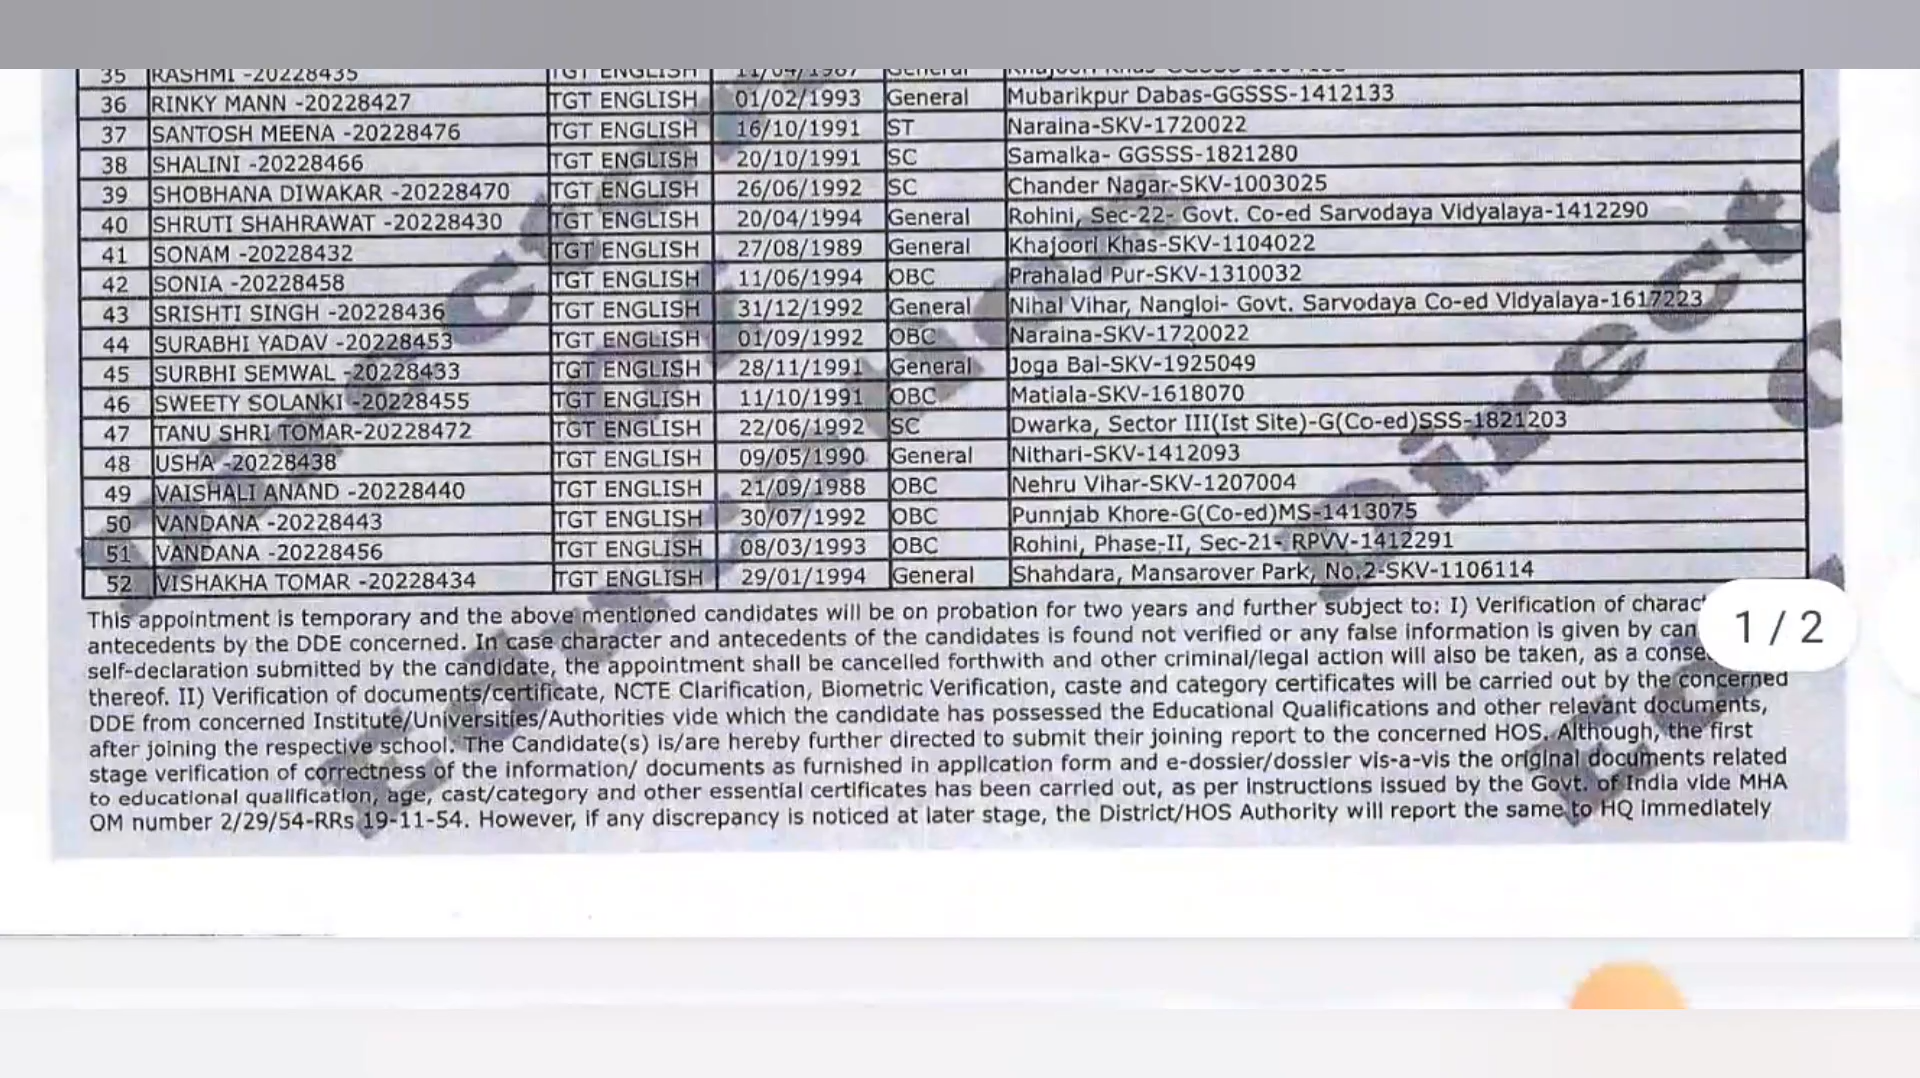 35 RASHMI -20228435 TGT ENGLISH 11/04/1987 General
36 RINKY MANN -20228427 TGT ENGLISH 01/02/1993 General Mubarikpur Dabas-GGSSS-1412133
37 SANTOSH MEENA -20228476 TGT ENGLISH 16/10/1991 ST Naraina-SKV-1720022
38 SHALINI -20228466 TGT ENGLISH 20/10/1991 SC Samalka- GGSSS-1821280
39 SHOBHANA DIWAKAR -20228470 TGT ENGLISH 26/06/1992 SC Chander Nagar-SKV-1003025
40 SHRUTI SHAHRAWAT -20228430 TGT ENGLISH 20/04/1994 General Rohini, Sec-22- Govt. Co-ed Sarvodaya Vidyalaya-1412290
41 SONAM -20228432 TGT ENGLISH 27/08/1989 General Khajoori Khas-SKV-1104022
42 SONIA -20228458 TGT ENGLISH 11/06/1994 OBC Prahalad Pur-SKV-1310032
43 SRISHTI SINGH -20228436 TGT ENGLISH 31/12/1992 General Nihal Vihar, Nangloi- Govt. Sarvodaya Co-ed Vidyalaya-1617223
44 SURABHI YADAV -20228453 TGT ENGLISH 01/09/1992 OBC Naraina-SKV-1720022
45 SURBHI SEMWAL -20228433 TGT ENGLISH 28/11/1991 General Joga Bai-SKV-1925049
46 SWEETY SOLANKI -20228455 TGT ENGLISH 11/10/1991 OBC Matiala-SKV-1618070
47 TANU SHRI TOMAR-20228472 TGT ENGLISH 22/06/1992 SC Dwarka, Sector III(Ist Site)-G(Co-ed)SSS-1821203
48 USHA -20228438 TGT ENGLISH 09/05/1990 General Nithari-SKV-1412093
49 VAISHALI ANAND -20228440 TGT ENGLISH 21/09/1988 OBC Nehru Vihar-SKV-1207004
50 VANDANA -20228443 TGT ENGLISH 30/07/1992 OBC Punnjab Khore-G(Co-ed)MS-1413075
51 VANDANA -20228456 TGT ENGLISH 08/03/1993 OBC Rohini, Phase-II, Sec-21- RPVV-1412291
52 VISHAKHA TOMAR -20228434 TGT ENGLISH 29/01/1994 General Shahdara, Mansarover Park, No.2-SKV-1106114
This appointment is temporary and the above mentioned candidates will be on probation for two years and further subject to: I) Verification of charac
antecedents by the DDE concerned. In case character and antecedents of the candidates is found not verified or any false information is given by can
self-declaration submitted by the candidate, the appointment shall be cancelled forthwith and other criminal/legal action will also be taken, as a conse
1 / 2
thereof. II) Verification of documents/certificate, NCTE Clarification, Biometric Verification, caste and category certificates will be carried out by the concerned
DDE from concerned Institute/Universities/Authorities vide which the candidate has possessed the Educational Qualifications and other relevant documents,
after joining the respective school. The Candidate(s) is/are hereby further directed to submit their joining report to the concerned HOS. Although, the first
stage verification of correctness of the information/ documents as furnished in application form and e-dossier/dossier vis-a-vis the original documents related
to educational qualification, age, cast/category and other essential certificates has been carried out, as per instructions issued by the Govt. of India vide MHA
OM number 2/29/54-RRs 19-11-54. However, if any discrepancy is noticed at later stage, the District/HOS Authority will report the same to HQ immediately